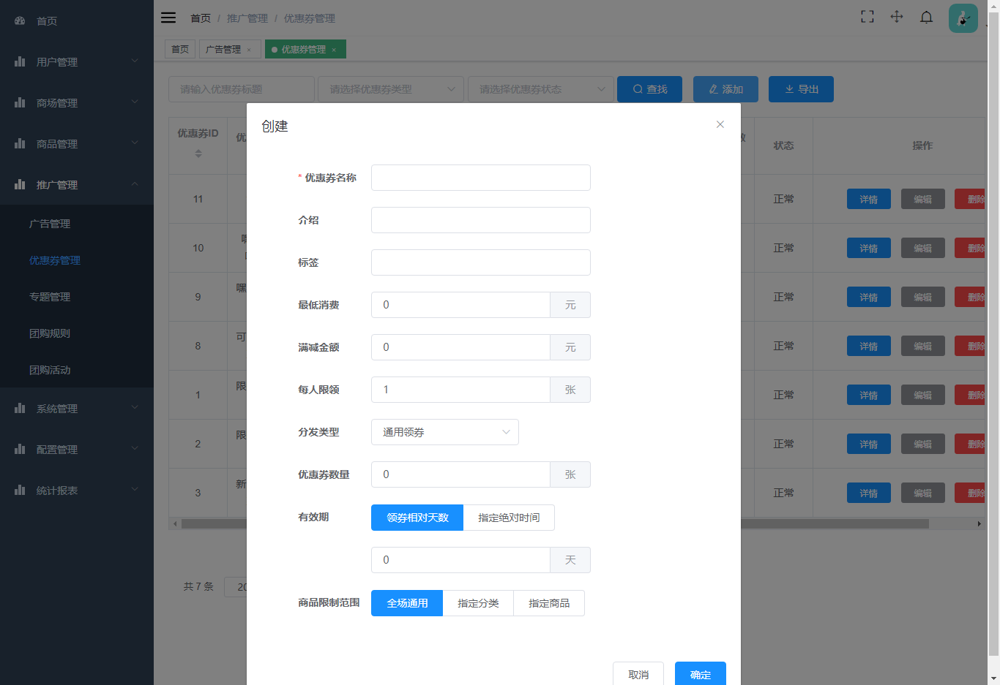 首页
用户管理
商场管理
商品管理
推广管理
广告管理
优惠券管理
专题管理
团购规则
团购活动
系统管理
配置管理
统计报表
首页 / 推广管理 / 优惠券管理
首页 广告管理 × 优惠券管理 ×
请输入优惠券标题 请选择优惠券类型 请选择优惠券状态 查找 添加 导出
优惠券ID 优 数 状态 操作
11 正常 详情 编辑 删除
10 正常 详情 编辑 删除
9 嘿 正常 详情 编辑 删除
8 可 正常 详情 编辑 删除
1 限 正常 详情 编辑 删除
2 限 正常 详情 编辑 删除
3 新 正常 详情 编辑 删除
共 7 条 20
创建
* 优惠券名称
介绍
标签
最低消费 0 元
满减金额 0 元
每人限领 1 张
分发类型 通用领券
优惠券数量 0 张
有效期 领券相对天数 指定绝对时间
0 天
商品限制范围 全场通用 指定分类 指定商品
取消 确定